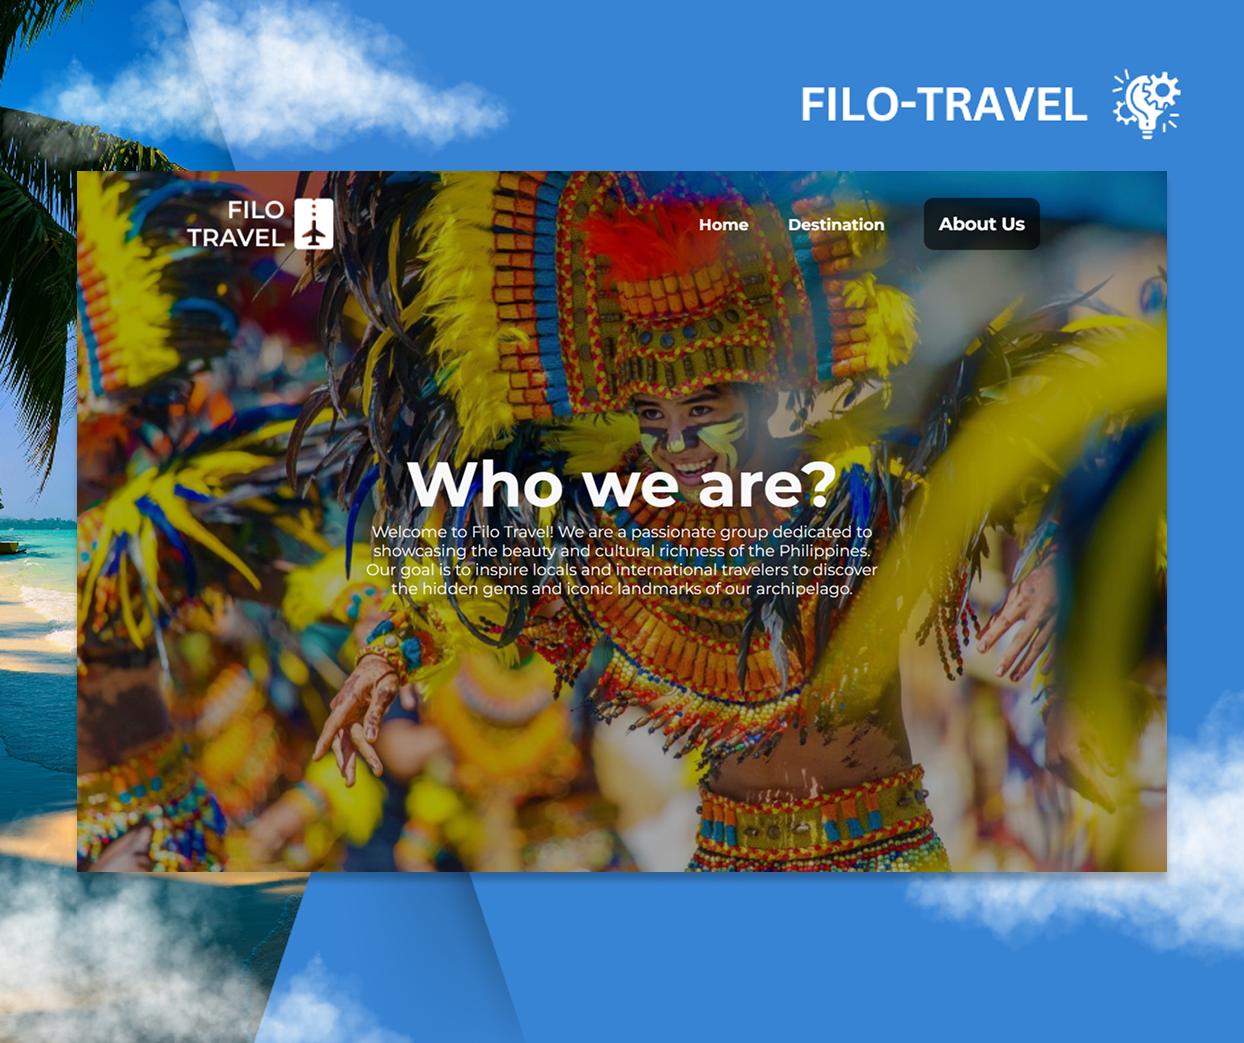 FILO-TRAVEL
FILO
TRAVEL
Home
Destination
About Us
Who we are?
Welcome to Filo Travel! We are a passionate group dedicated to
showcasing the beauty and cultural richness of the Philippines.
Our goal is to inspire locals and international travelers to discover
the hidden gems and iconic landmarks of our archipelago.